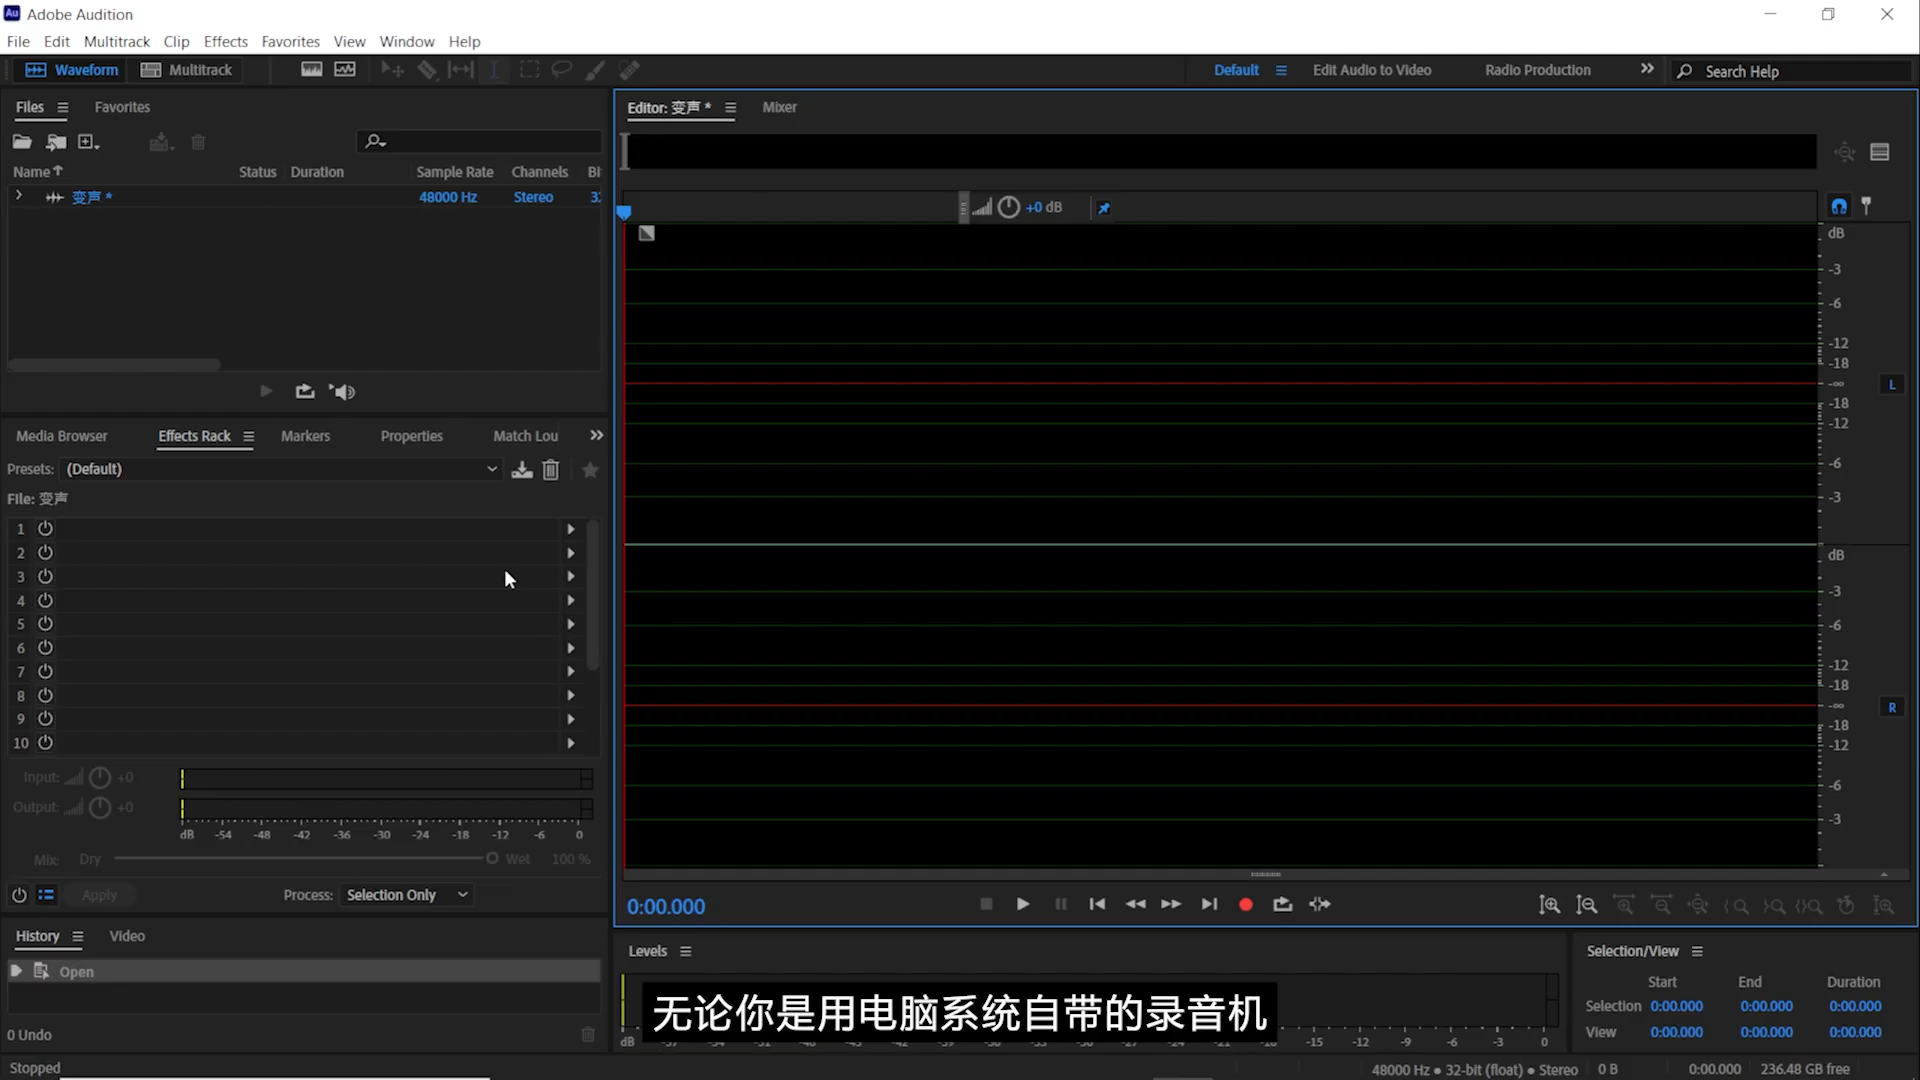 Au Adobe Audition
File Edit Multitrack Clip Effects Favorites View Window Help
Waveform Multitrack Default Edit Audio to Video Radio Production Search Help
Files Favorites
Name Status Duration Sample Rate Channels Bi
变声 * 48000 Hz Stereo 32
Media Browser Effects Rack Markers Properties Match Lou
Presets: (Default)
File: 变声
1
2
3
4
5
6
7
8
9
10
Input: +0
Output: +0
dB -54 -48 -42 -36 -30 -24 -18 -12 -6 0
Mix: Dry Wet 100 %
Apply Process: Selection Only
History Video
Open
0 Undo
Stopped
Editor: 变声 * Mixer
+0 dB
dB
-3
-6
-12
-18
-∞
-18
-12
-6
-3
L
dB
-3
-6
-12
-18
-∞
-18
-12
-6
-3
R
0:00.000
Levels
无论你是用电脑系统自带的录音机
dB -15 -12 -9 -6 -3 0
Selection/View
Start End Duration
Selection 0:00.000 0:00.000 0:00.000
View 0:00.000 0:00.000 0:00.000
48000 Hz • 32-bit (float) • Stereo 0 B 0:00.000 236.48 GB free